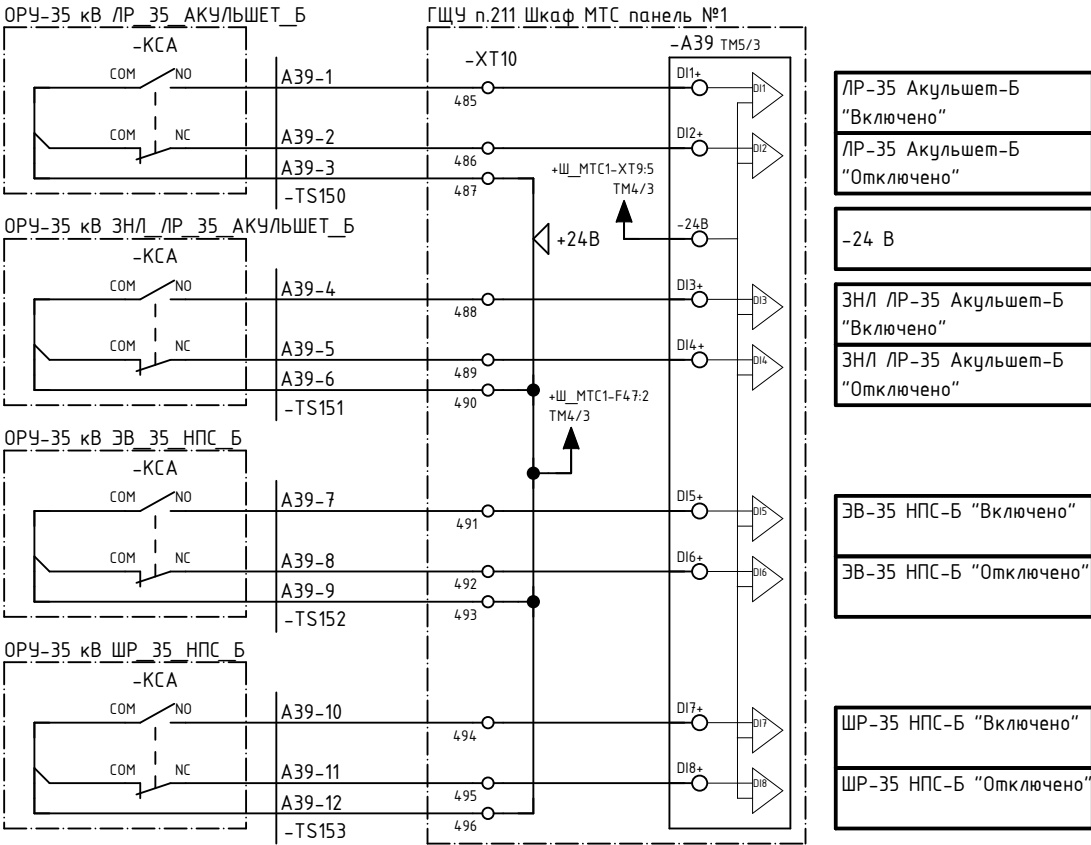 ОРУ-35 кВ ЛР_35_АКУЛЬШЕТ_Б
-КСА
COM NO
A39-1
COM NC
A39-2
A39-3
-TS150
ОРУ-35 кВ ЗНЛ_ЛР_35_АКУЛЬШЕТ_Б
-КСА
COM NO
A39-4
COM NC
A39-5
A39-6
-TS151
ОРУ-35 кВ ЭВ_35_НПС_Б
-КСА
COM NO
A39-7
COM NC
A39-8
A39-9
-TS152
ОРУ-35 кВ ШР_35_НПС_Б
-КСА
COM NO
A39-10
COM NC
A39-11
A39-12
-TS153
ГЩУ п.211 Шкаф МТС панель №1
-XT10
-A39 TM5/3
485
DI1+
DI1
486
DI2+
DI2
487
+Ш_МТС1-XT9:5
TM4/3
+24В
-24В
488
DI3+
DI3
489
DI4+
DI4
490
+Ш_МТС1-F47:2
TM4/3
491
DI5+
DI5
492
DI6+
DI6
493
494
DI7+
DI7
495
DI8+
DI8
496
ЛР-35 Акульшет-Б
"Включено"
ЛР-35 Акульшет-Б
"Отключено"
-24 В
ЗНЛ ЛР-35 Акульшет-Б
"Включено"
ЗНЛ ЛР-35 Акульшет-Б
"Отключено"
ЭВ-35 НПС-Б "Включено"
ЭВ-35 НПС-Б "Отключено"
ШР-35 НПС-Б "Включено"
ШР-35 НПС-Б "Отключено"